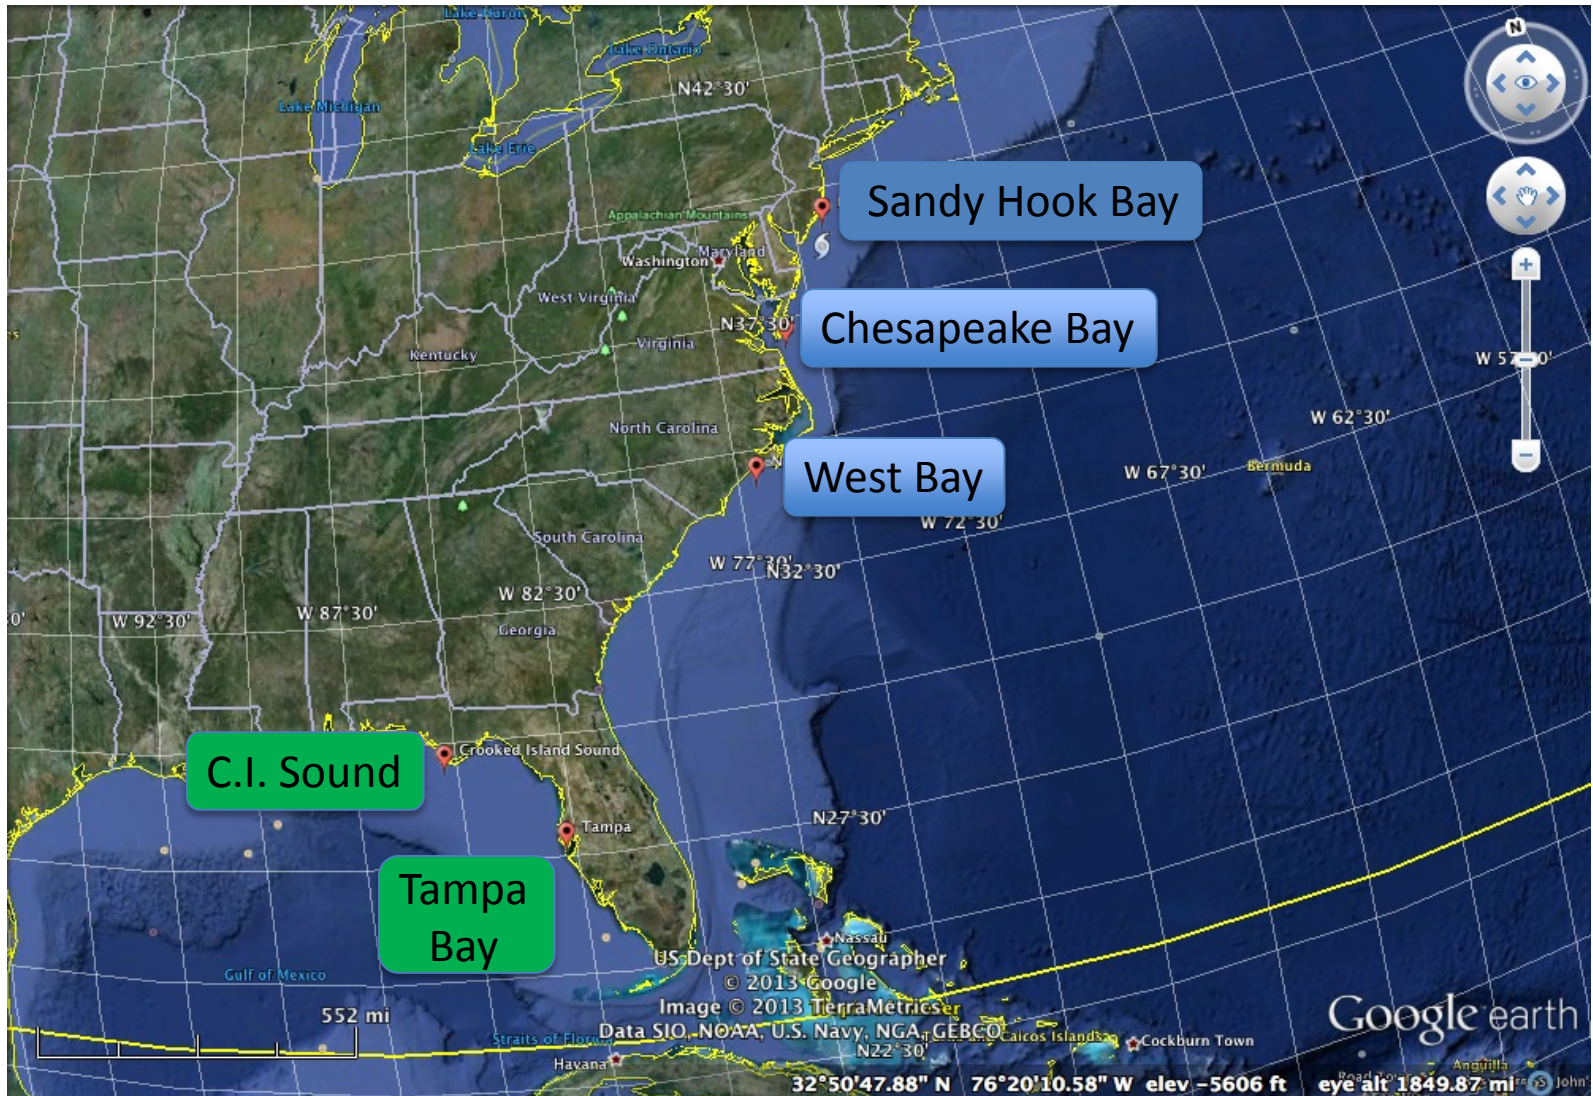 Lake Huron
Lake Ontario
N
N42°30'
Lake Michigan
Lake Erie
Sandy Hook Bay
Appalachian Mountains
Maryland
Washington
West Virginia
N37°30'
Chesapeake Bay
Virginia
Kentucky
W 62°30'
North Carolina
West Bay
W 67°30'
Bermuda
W 72°30'
South Carolina
W 77°30'
N32°30'
W 82°30'
W 92°30'
W 87°30'
Georgia
C.I. Sound
Crooked Island Sound
Tampa
N27°30'
Tampa
Bay
Nassau
US Dept of State Geographer
© 2013 Google
Image © 2013 TerraMetrics
Data SIO, NOAA, U.S. Navy, NGA, GEBCO
Gulf of Mexico
552 mi
Straits of Florida
Caicos Islands
Cockburn Town
Google earth
N22°30'
Havana
Anguilla
32°50'47.88" N 76°20'10.58" W elev -5606 ft eye alt 1849.87 mi